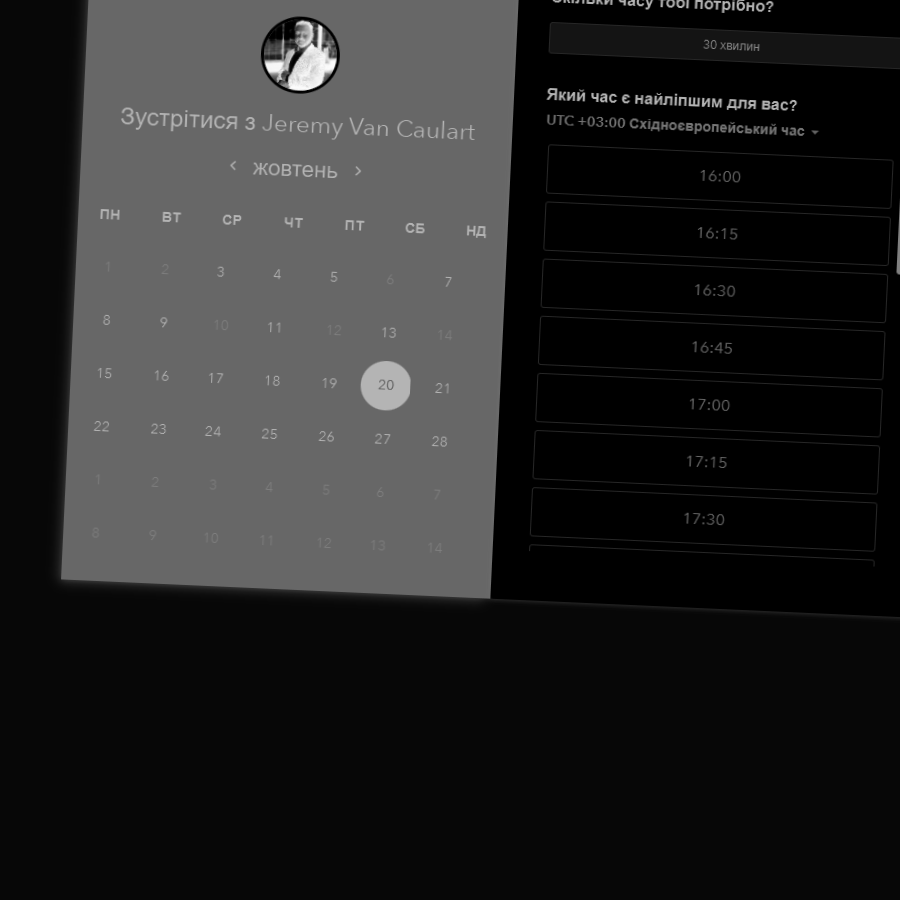 Зустрітися з Jeremy Van Caulart
жовтень
ПН ВТ СР ЧТ ПТ СБ НД
1 2 3 4 5 6 7
8 9 10 11 12 13 14
15 16 17 18 19 20 21
22 23 24 25 26 27 28
1 2 3 4 5 6 7
8 9 10 11 12 13 14
Скільки часу тобі потрібно?
30 хвилин
Який час є найліпшим для вас?
UTC +03:00 Східноєвропейський час
16:00
16:15
16:30
16:45
17:00
17:15
17:30